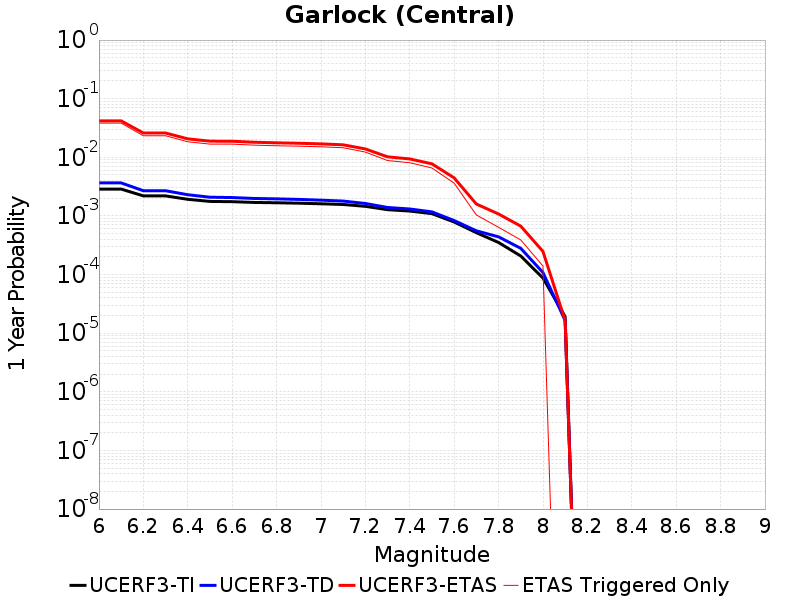 Garlock (Central)
1 Year Probability
10^0
10^-1
10^-2
10^-3
10^-4
10^-5
10^-6
10^-7
10^-8
6 6.2 6.4 6.6 6.8 7 7.2 7.4 7.6 7.8 8 8.2 8.4 8.6 8.8 9
Magnitude
UCERF3-TI UCERF3-TD UCERF3-ETAS ETAS Triggered Only